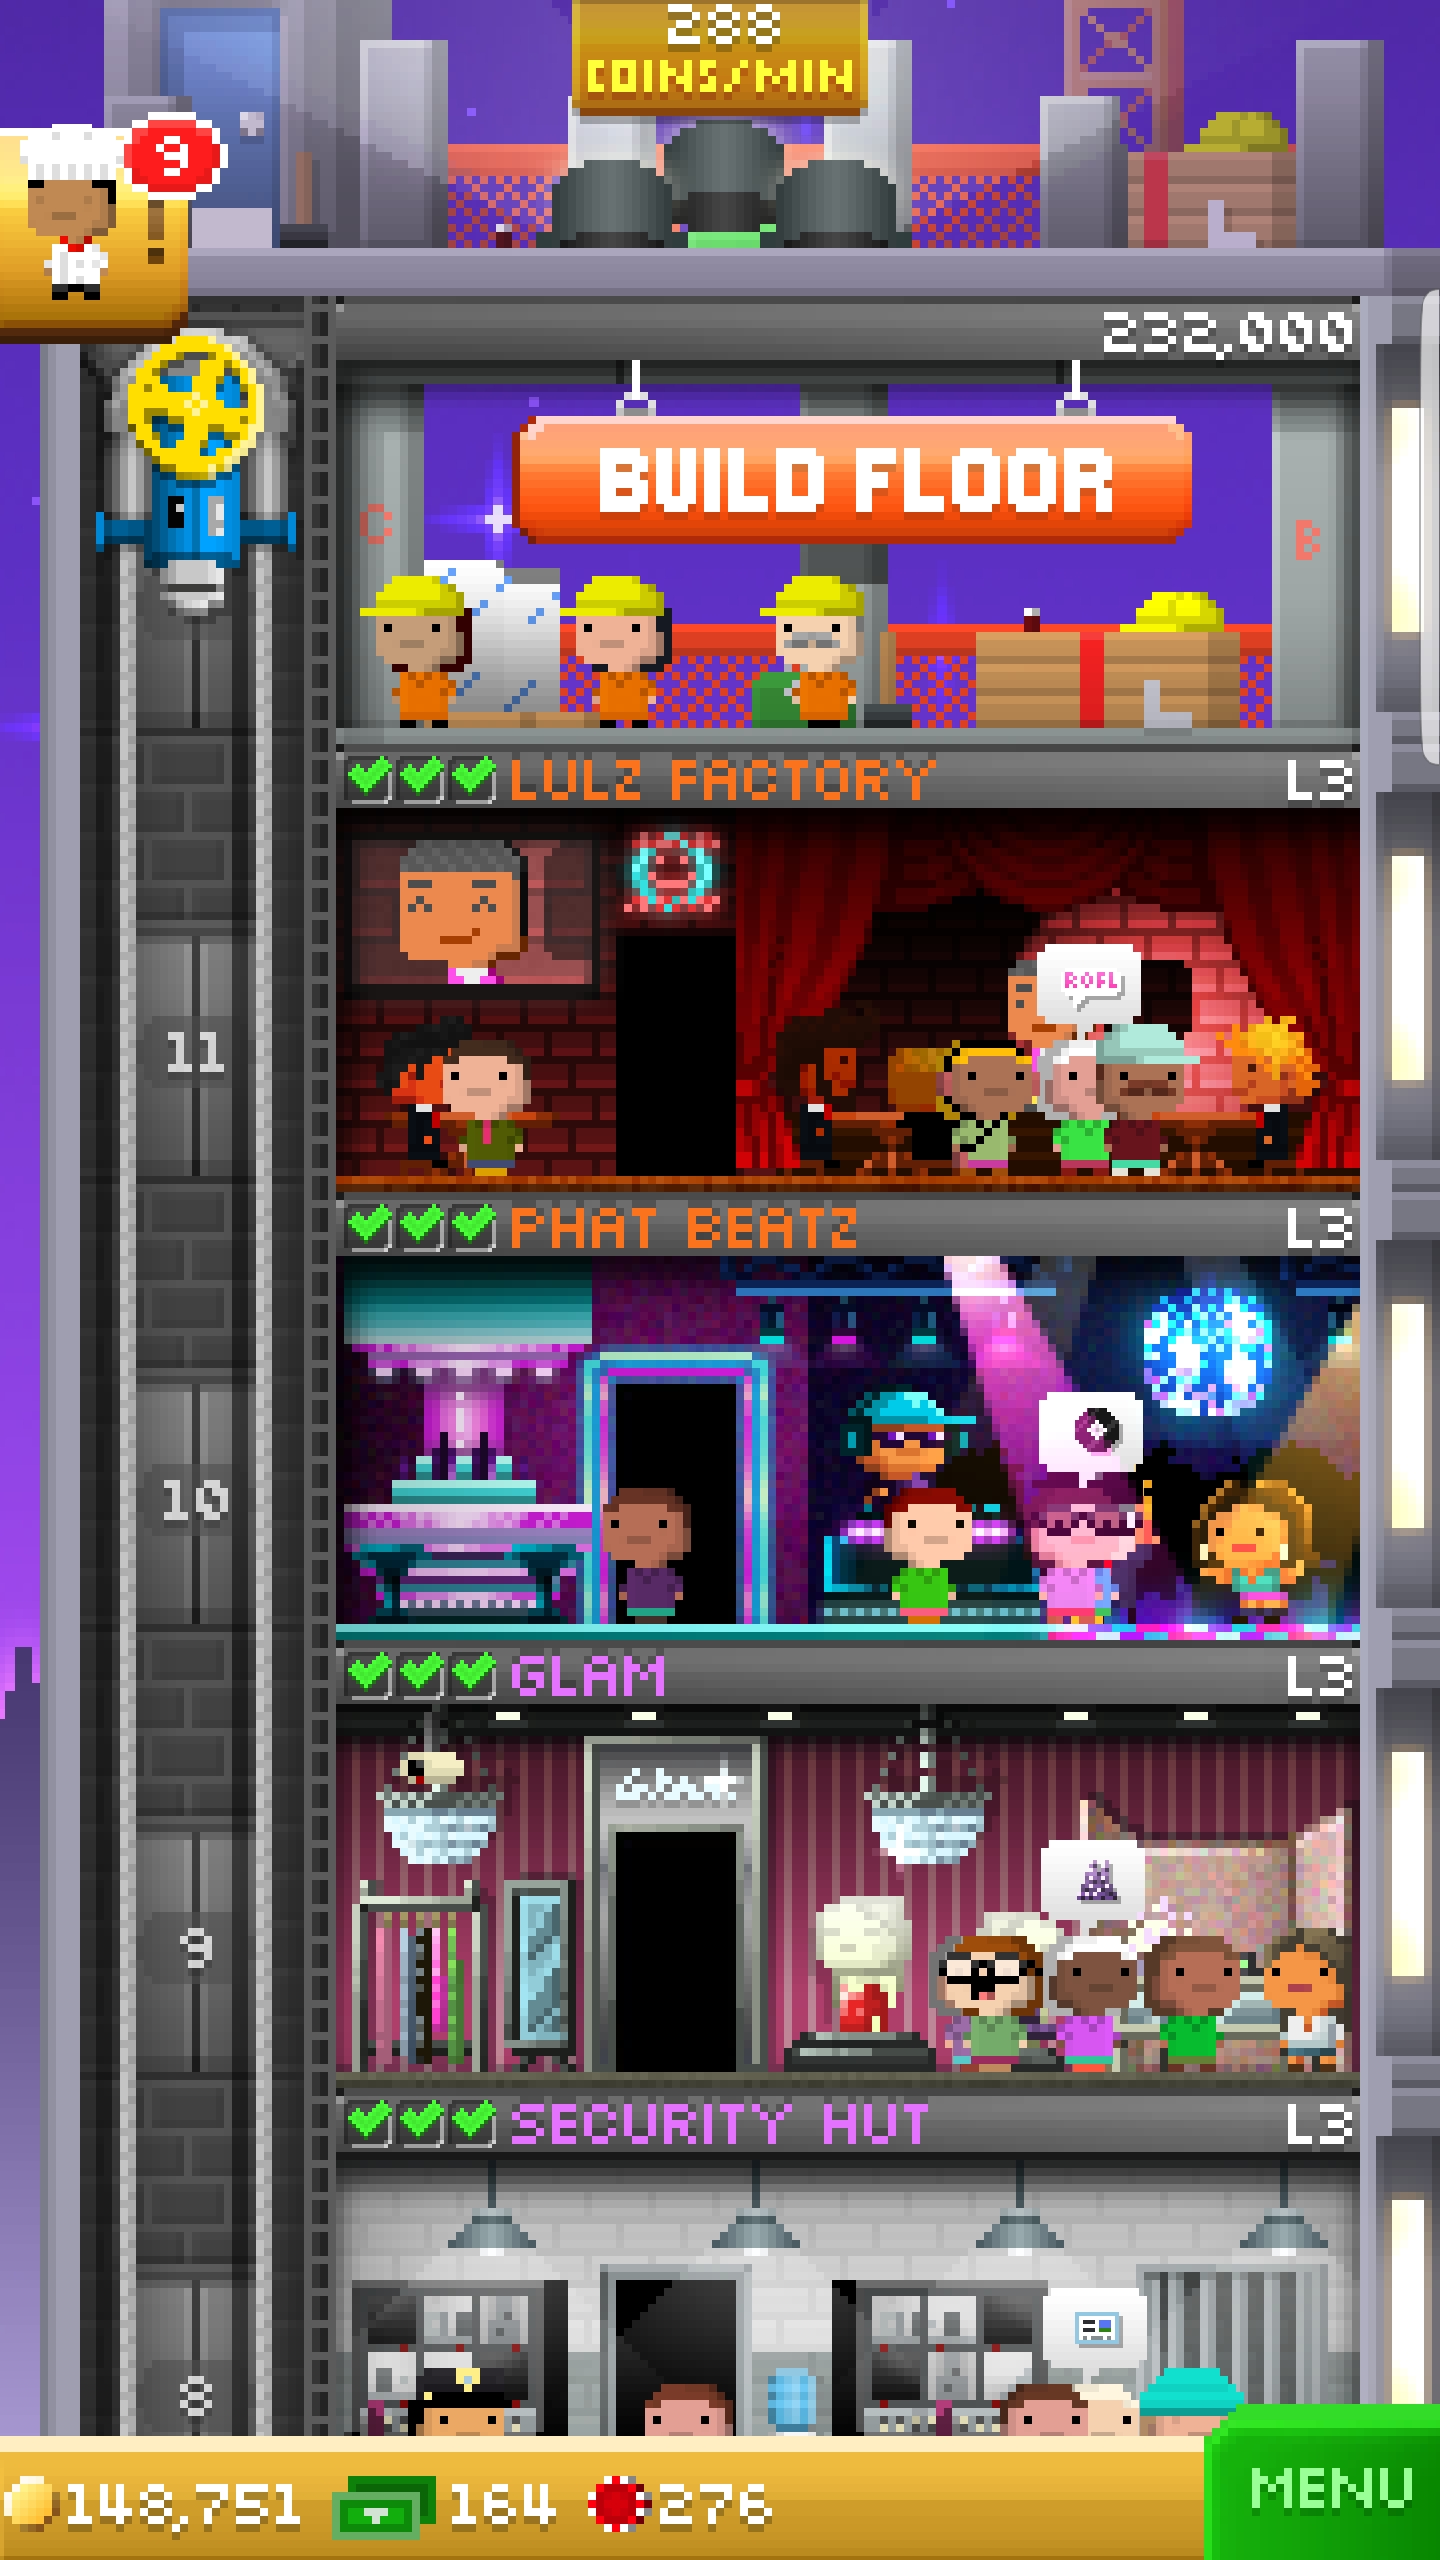 288
COINS/MIN
9
232,000
BUILD FLOOR
C
B
LULZ FACTORY L3
ROFL
11
PHAT BEATZ L3
10
GLAM L3
Glam
9
SECURITY HUT L3
8
148,751 164 276 MENU